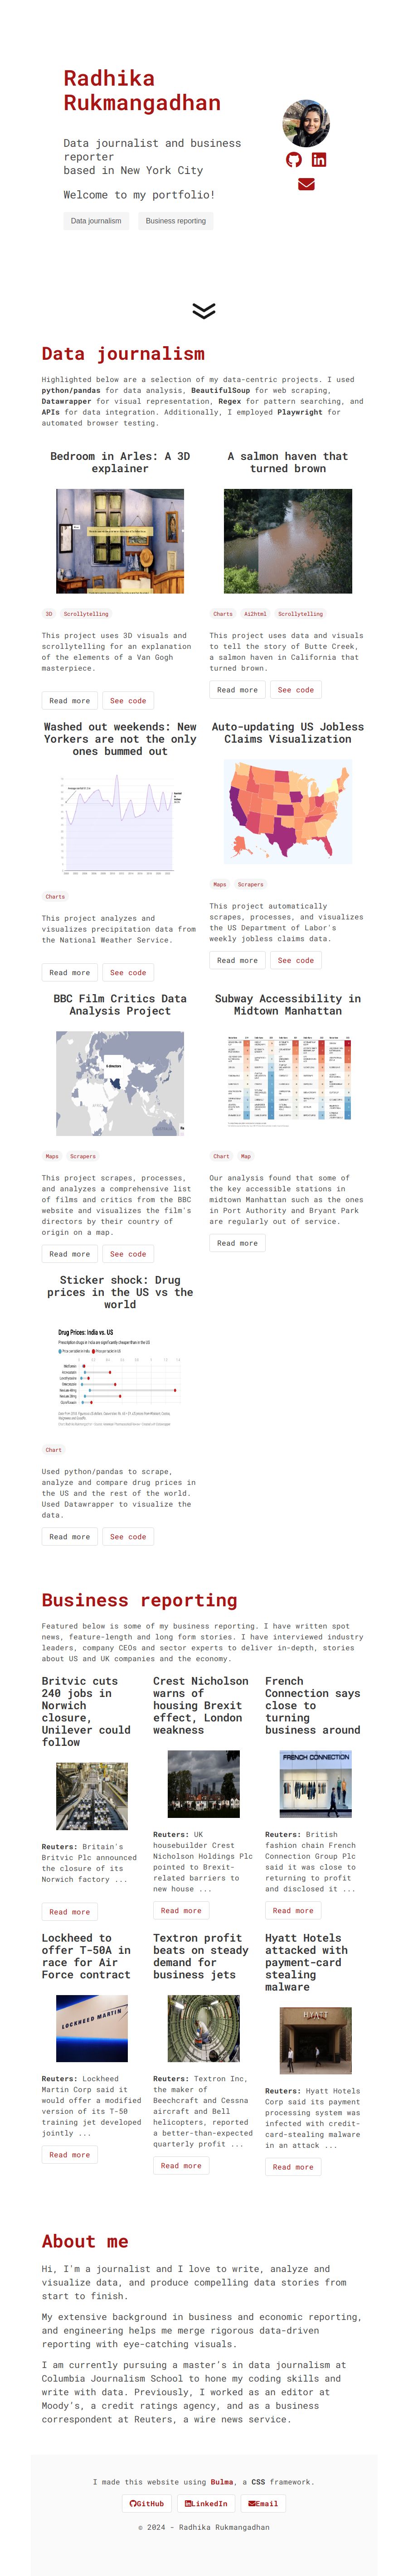 Radhika
Rukmangadhan
Data journalist and business
reporter
based in New York City
Welcome to my portfolio!
Data journalism
Business reporting
Data journalism
Highlighted below are a selection of my data-centric projects. I used
python/pandas for data analysis, BeautifulSoup for web scraping,
Datawrapper for visual representation, Regex for pattern searching, and
APIs for data integration. Additionally, I employed Playwright for
automated browser testing.
Bedroom in Arles: A 3D
explainer
3D
Scrollytelling
This project uses 3D visuals and
scrollytelling for an explanation
of the elements of a Van Gogh
masterpiece.
Read more
See code
A salmon haven that
turned brown
Charts
Ai2html
Scrollytelling
This project uses data and visuals
to tell the story of Butte Creek,
a salmon haven in California that
turned brown.
Read more
See code
Washed out weekends: New
Yorkers are not the only
ones bummed out
Charts
This project analyzes and
visualizes precipitation data from
the National Weather Service.
Read more
See code
Auto-updating US Jobless
Claims Visualization
Maps
Scrapers
This project automatically
scrapes, processes, and visualizes
the US Department of Labor's
weekly jobless claims data.
Read more
See code
BBC Film Critics Data
Analysis Project
Maps
Scrapers
This project scrapes, processes,
and analyzes a comprehensive list
of films and critics from the BBC
website and visualizes the film's
directors by their country of
origin on a map.
Read more
See code
Subway Accessibility in
Midtown Manhattan
Chart
Map
Our analysis found that some of
the key accessible stations in
midtown Manhattan such as the ones
in Port Authority and Bryant Park
are regularly out of service.
Read more
Sticker shock: Drug
prices in the US vs the
world
Drug Prices: India vs. US
Prescription drugs in India are significantly cheaper than in the US
Chart
Used python/pandas to scrape,
analyze and compare drug prices in
the US and the rest of the world.
Used Datawrapper to visualize the
data.
Read more
See code
Business reporting
Featured below is some of my business reporting. I have written spot
news, feature-length and long form stories. I have interviewed industry
leaders, company CEOs and sector experts to deliver in-depth, stories
about US and UK companies and the economy.
Britvic cuts
240 jobs in
Norwich
closure,
Unilever could
follow
Reuters: Britain's
Britvic Plc announced
the closure of its
Norwich factory ...
Read more
Crest Nicholson
warns of
housing Brexit
effect, London
weakness
Reuters: UK
housebuilder Crest
Nicholson Holdings Plc
pointed to Brexit-
related barriers to
new house ...
Read more
French
Connection says
close to
turning
business around
FRENCH CONNECTION
Reuters: British
fashion chain French
Connection Group Plc
said it was close to
returning to profit
and disclosed it ...
Read more
Lockheed to
offer T-50A in
race for Air
Force contract
LOCKHEED MARTIN
Reuters: Lockheed
Martin Corp said it
would offer a modified
version of its T-50
training jet developed
jointly ...
Read more
Textron profit
beats on steady
demand for
business jets
Reuters: Textron Inc,
the maker of
Beechcraft and Cessna
aircraft and Bell
helicopters, reported
a better-than-expected
quarterly profit ...
Read more
Hyatt Hotels
attacked with
payment-card
stealing
malware
HYATT
Reuters: Hyatt Hotels
Corp said its payment
processing system was
infected with credit-
card-stealing malware
in an attack ...
Read more
About me
Hi, I'm a journalist and I love to write, analyze and
visualize data, and produce compelling data stories from
start to finish.
My extensive background in business and economic reporting,
and engineering helps me merge rigorous data-driven
reporting with eye-catching visuals.
I am currently pursuing a master's in data journalism at
Columbia Journalism School to hone my coding skills and
write with data. Previously, I worked as an editor at
Moody's, a credit ratings agency, and as a business
correspondent at Reuters, a wire news service.
I made this website using Bulma, a CSS framework.
GitHub
LinkedIn
Email
© 2024 - Radhika Rukmangadhan